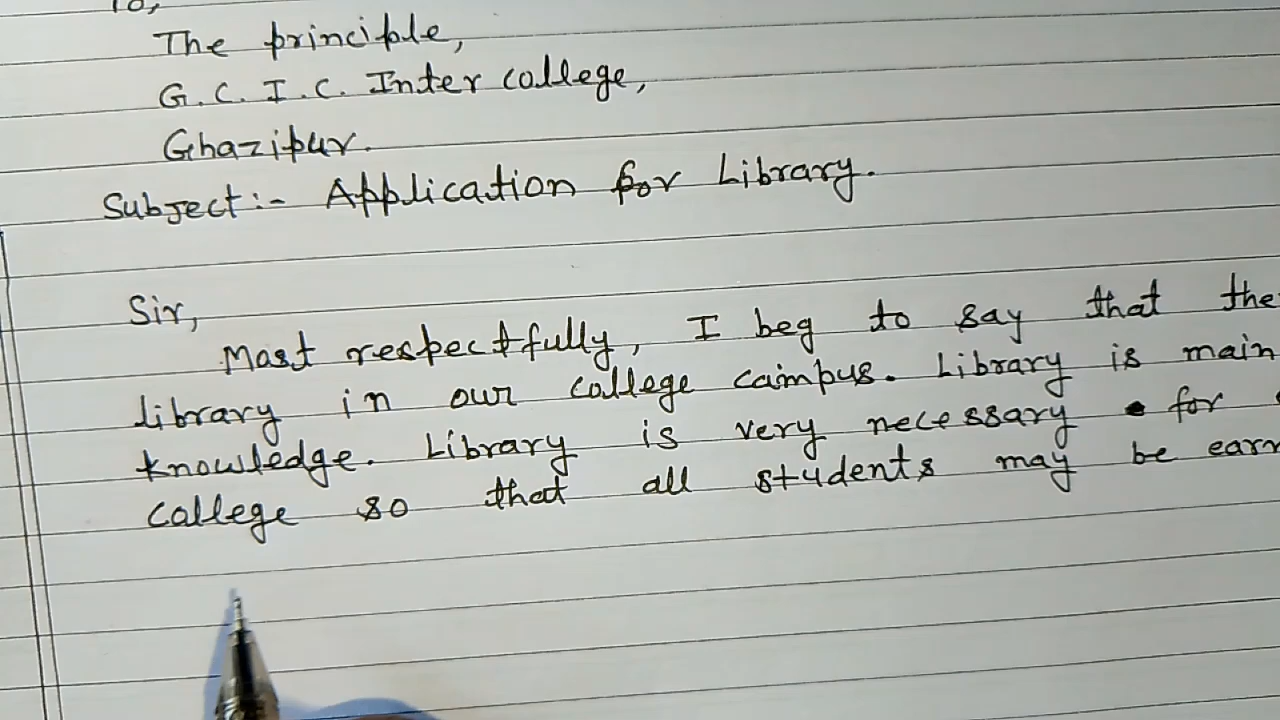 To,
The principle,
G.C.I.C. Inter college,
Ghazipur.
Subject:- Application for Library.
Sir,
Most respectfully, I beg to say that the
library in our college campus. Library is main
knowledge. Library is very necessary for
college so that all students may be earn